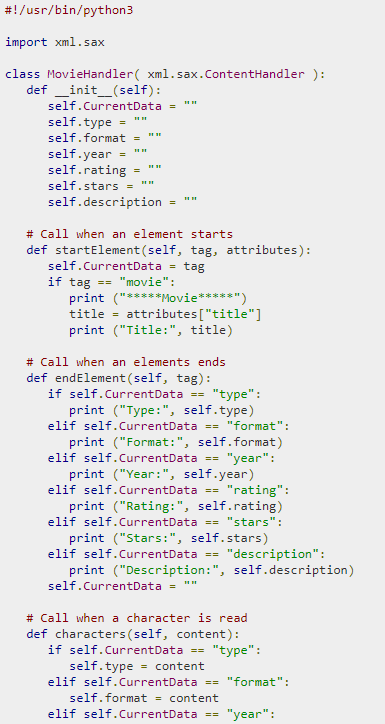 #!/usr/bin/python3

import xml.sax

class MovieHandler( xml.sax.ContentHandler ):
   def __init__(self):
      self.CurrentData = ""
      self.type = ""
      self.format = ""
      self.year = ""
      self.rating = ""
      self.stars = ""
      self.description = ""

   # Call when an element starts
   def startElement(self, tag, attributes):
      self.CurrentData = tag
      if tag == "movie":
         print ("*****Movie*****")
         title = attributes["title"]
         print ("Title:", title)

   # Call when an elements ends
   def endElement(self, tag):
      if self.CurrentData == "type":
         print ("Type:", self.type)
      elif self.CurrentData == "format":
         print ("Format:", self.format)
      elif self.CurrentData == "year":
         print ("Year:", self.year)
      elif self.CurrentData == "rating":
         print ("Rating:", self.rating)
      elif self.CurrentData == "stars":
         print ("Stars:", self.stars)
      elif self.CurrentData == "description":
         print ("Description:", self.description)
      self.CurrentData = ""

   # Call when a character is read
   def characters(self, content):
      if self.CurrentData == "type":
         self.type = content
      elif self.CurrentData == "format":
         self.format = content
      elif self.CurrentData == "year":